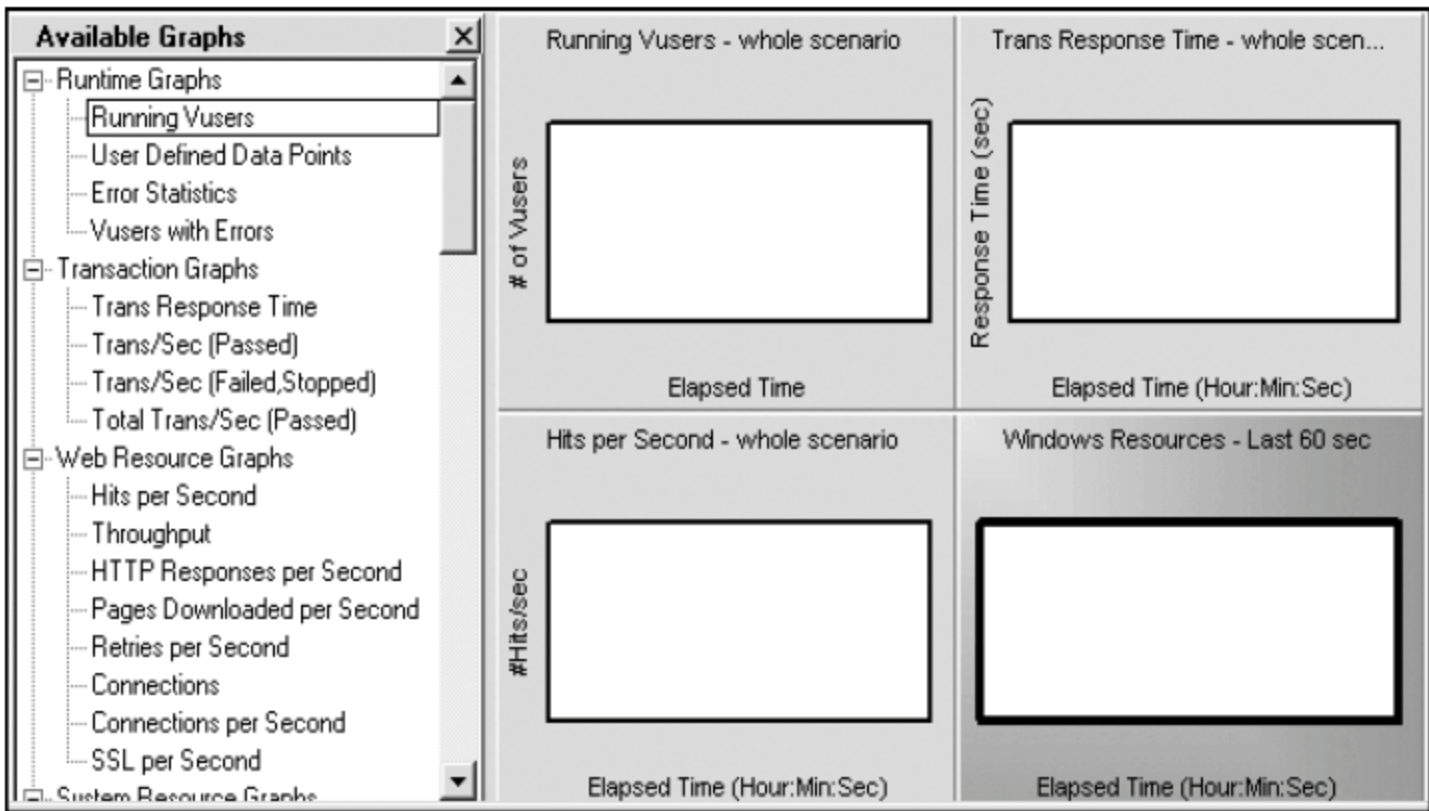 Available Graphs
Runtime Graphs
Running Vusers
User Defined Data Points
Error Statistics
Vusers with Errors
Transaction Graphs
Trans Response Time
Trans/Sec (Passed)
Trans/Sec (Failed,Stopped)
Total Trans/Sec (Passed)
Web Resource Graphs
Hits per Second
Throughput
HTTP Responses per Second
Pages Downloaded per Second
Retries per Second
Connections
Connections per Second
SSL per Second
System Resource Graphs
Running Vusers - whole scenario
# of Vusers
Elapsed Time
Trans Response Time - whole scen...
Response Time (sec)
Elapsed Time (Hour:Min:Sec)
Hits per Second - whole scenario
#Hits/sec
Elapsed Time (Hour:Min:Sec)
Windows Resources - Last 60 sec
Elapsed Time (Hour:Min:Sec)